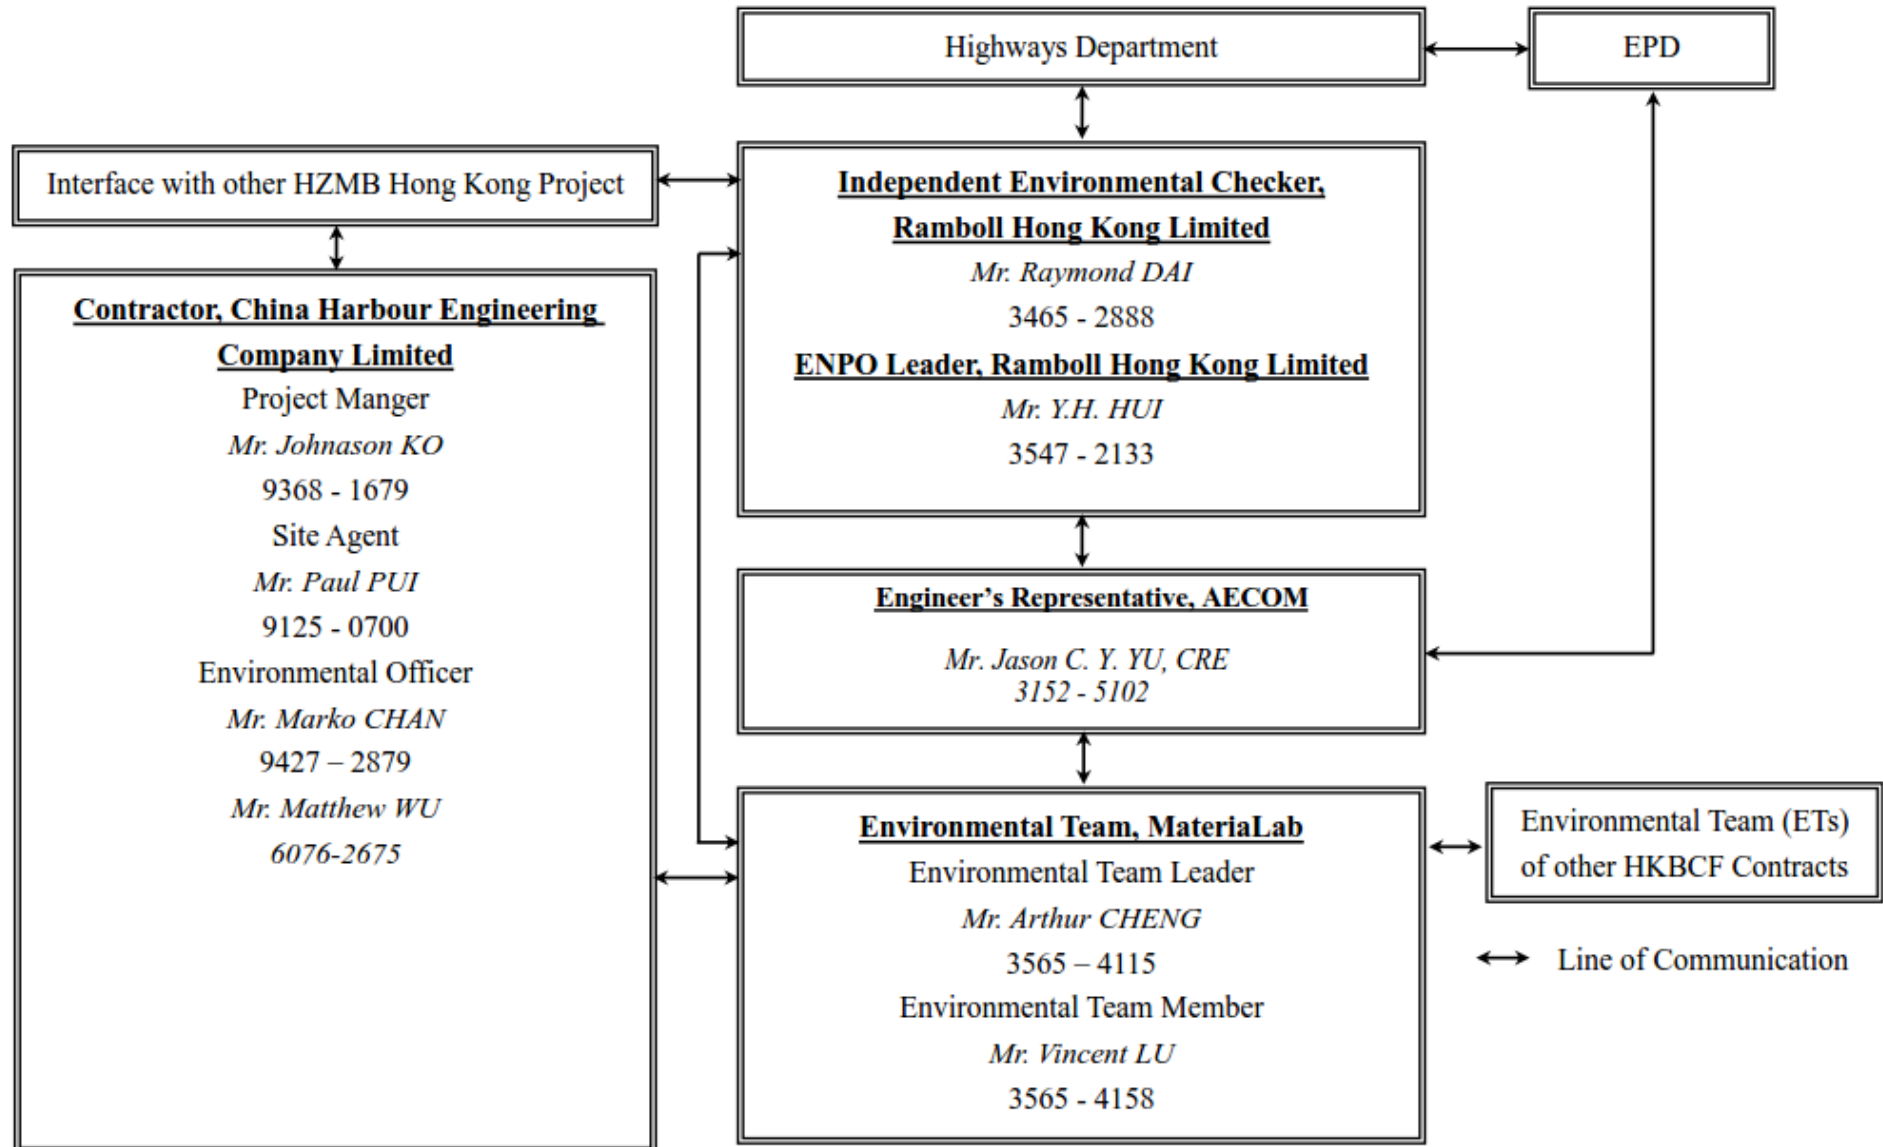 Highways Department
EPD
Interface with other HZMB Hong Kong Project
Independent Environmental Checker,
Ramboll Hong Kong Limited
Mr. Raymond DAI
3465 - 2888
ENPO Leader, Ramboll Hong Kong Limited
Mr. Y.H. HUI
3547 - 2133
Contractor, China Harbour Engineering
Company Limited
Project Manger
Mr. Johnason KO
9368 - 1679
Site Agent
Mr. Paul PUI
9125 - 0700
Environmental Officer
Mr. Marko CHAN
9427 – 2879
Mr. Matthew WU
6076-2675
Engineer’s Representative, AECOM
Mr. Jason C. Y. YU, CRE
3152 - 5102
Environmental Team, MateriaLab
Environmental Team Leader
Mr. Arthur CHENG
3565 – 4115
Environmental Team Member
Mr. Vincent LU
3565 - 4158
Environmental Team (ETs)
of other HKBCF Contracts
Line of Communication